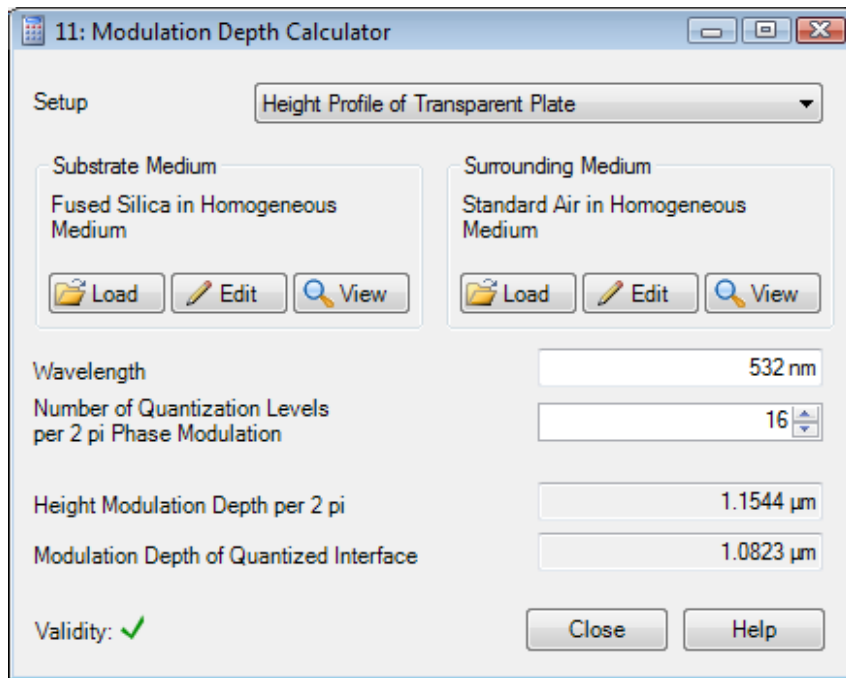 11: Modulation Depth Calculator
Setup
Height Profile of Transparent Plate
Substrate Medium
Fused Silica in Homogeneous
Medium
Load
Edit
View
Surrounding Medium
Standard Air in Homogeneous
Medium
Load
Edit
View
Wavelength
532 nm
Number of Quantization Levels
per 2 pi Phase Modulation
16
Height Modulation Depth per 2 pi
1.1544 µm
Modulation Depth of Quantized Interface
1.0823 µm
Validity:
Close
Help